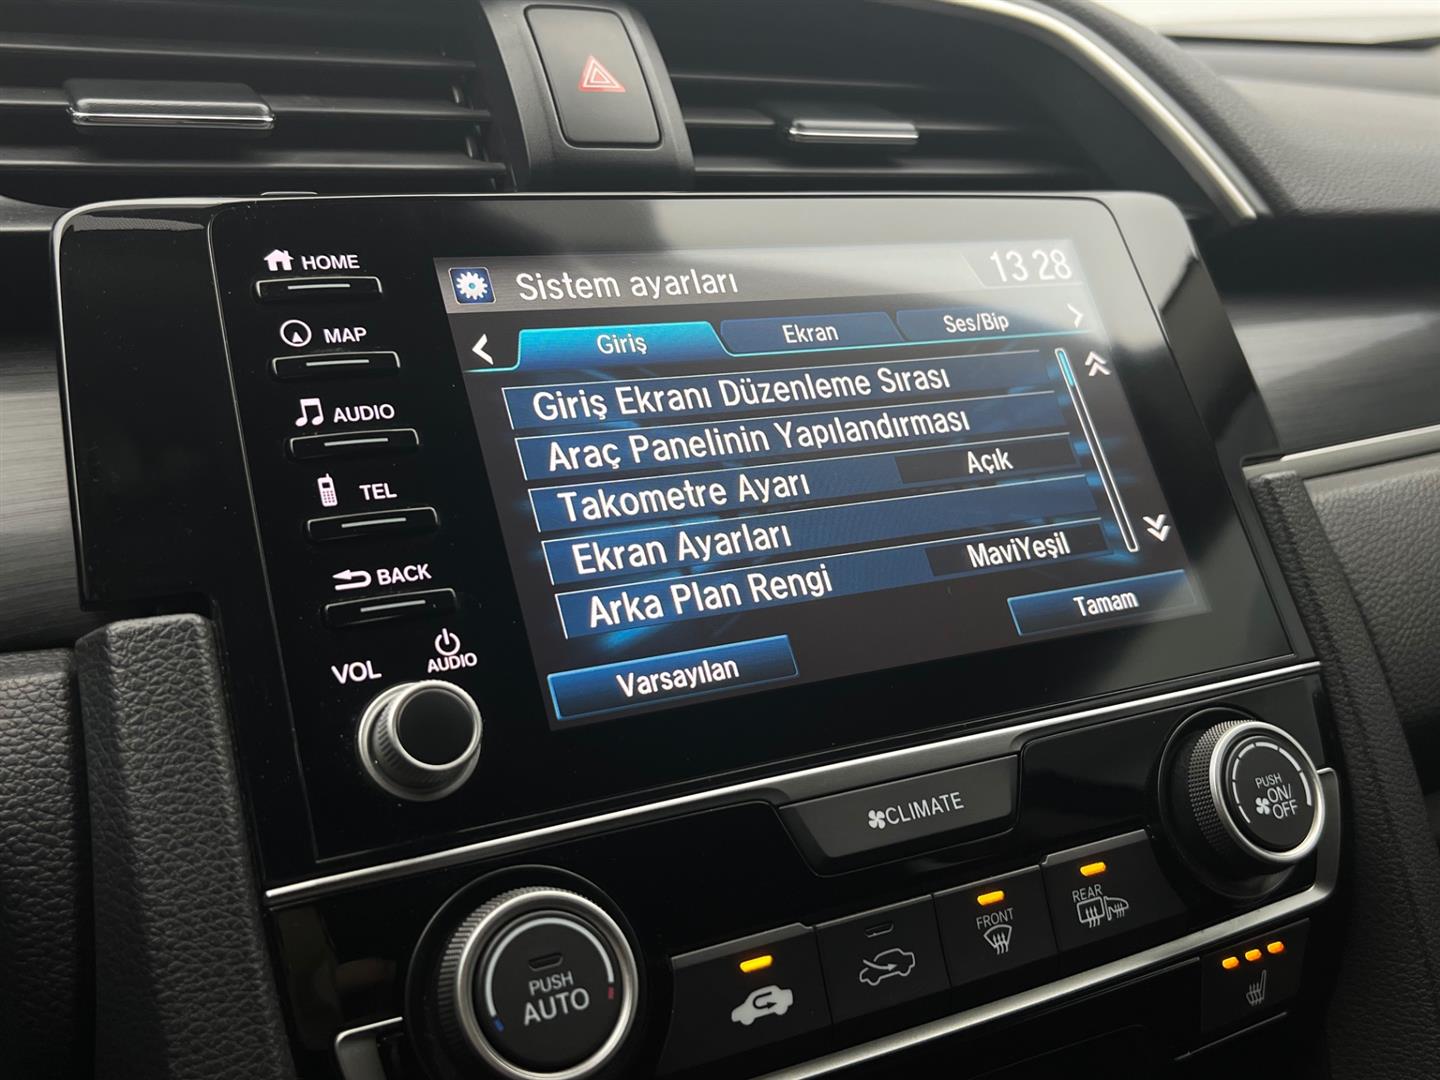 HOME
MAP
AUDIO
TEL
BACK
VOL
AUDIO
Sistem ayarları
13 28
Giriş
Ekran
Ses/Bip
Giriş Ekranı Düzenleme Sırası
Araç Panelinin Yapılandırması
Takometre Ayarı
Açık
Ekran Ayarları
Arka Plan Rengi
MaviYeşil
Varsayılan
Tamam
CLIMATE
PUSH
ON/
OFF
PUSH
AUTO
FRONT
REAR